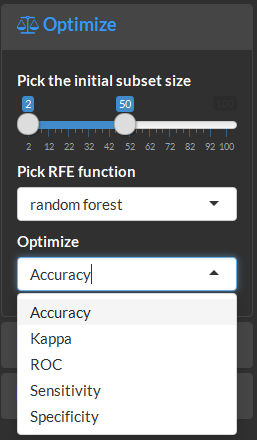 Optimize
Pick the initial subset size
2 50 100
2 12 22 32 42 52 62 72 82 92 100
Pick RFE function
random forest
Optimize
Accuracy
Accuracy
Kappa
ROC
Sensitivity
Specificity